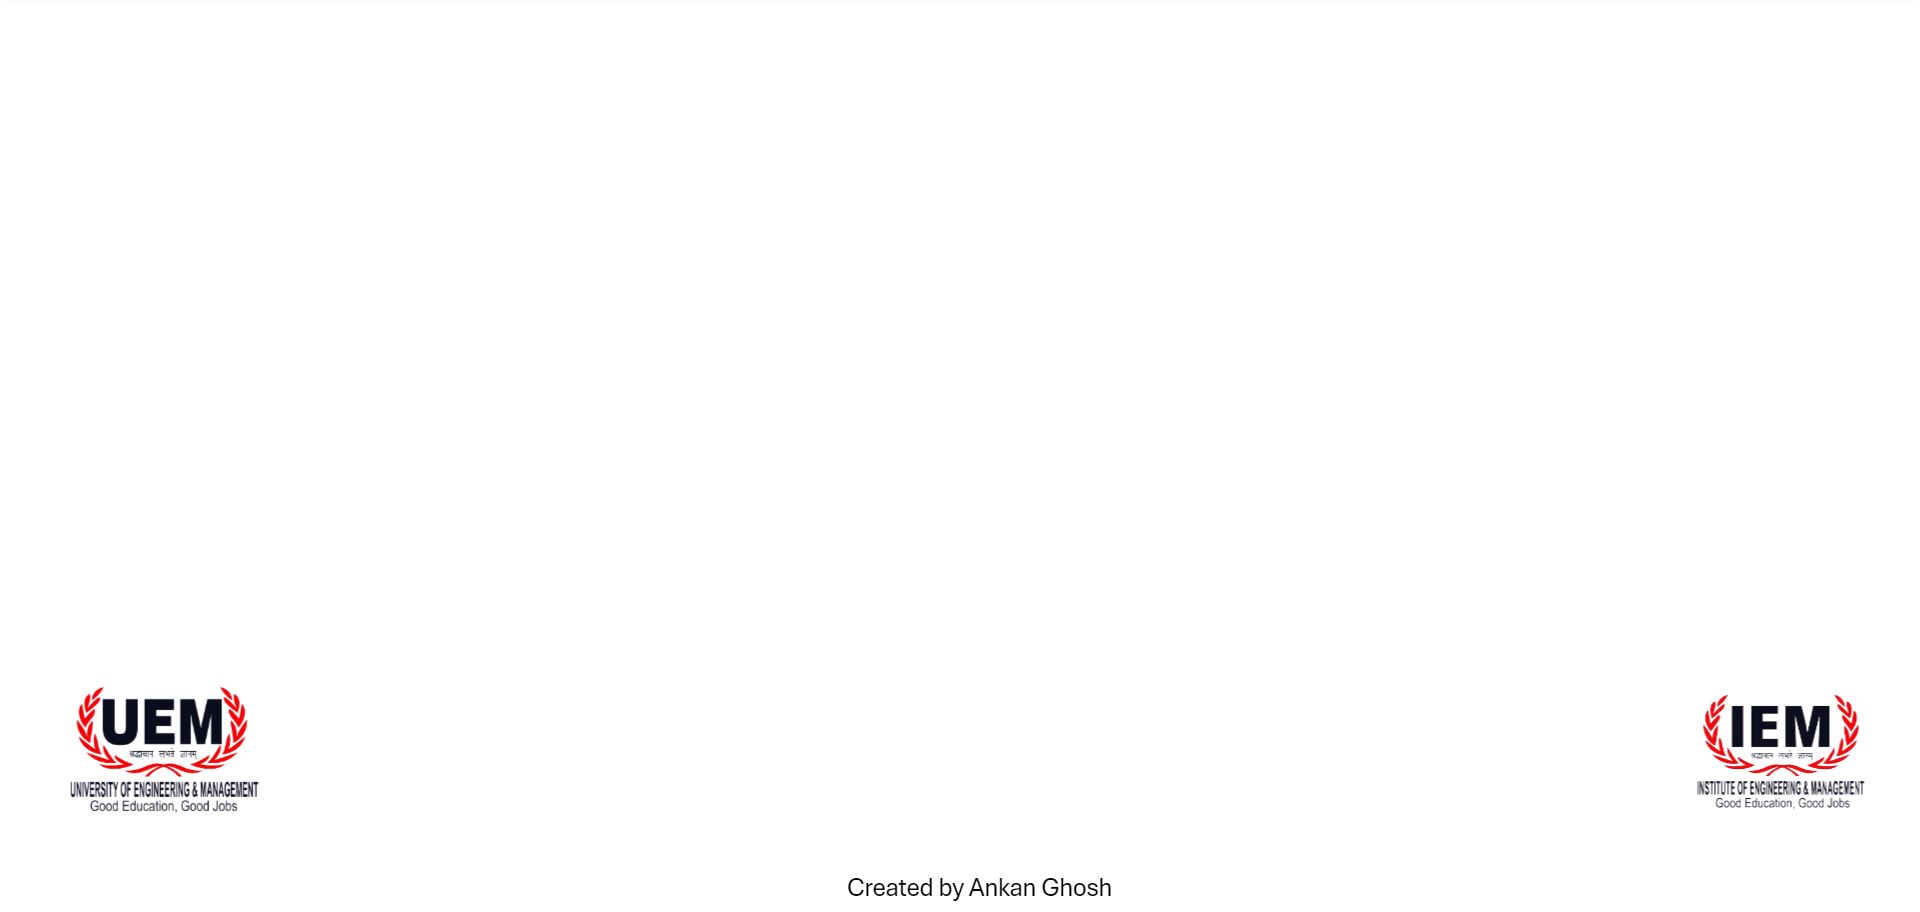 UEM
श्रद्धावान लभते ज्ञानम्
UNIVERSITY OF ENGINEERING & MANAGEMENT
Good Education, Good Jobs
IEM
श्रद्धावान लभते ज्ञानम्
INSTITUTE OF ENGINEERING & MANAGEMENT
Good Education, Good Jobs
Created by Ankan Ghosh